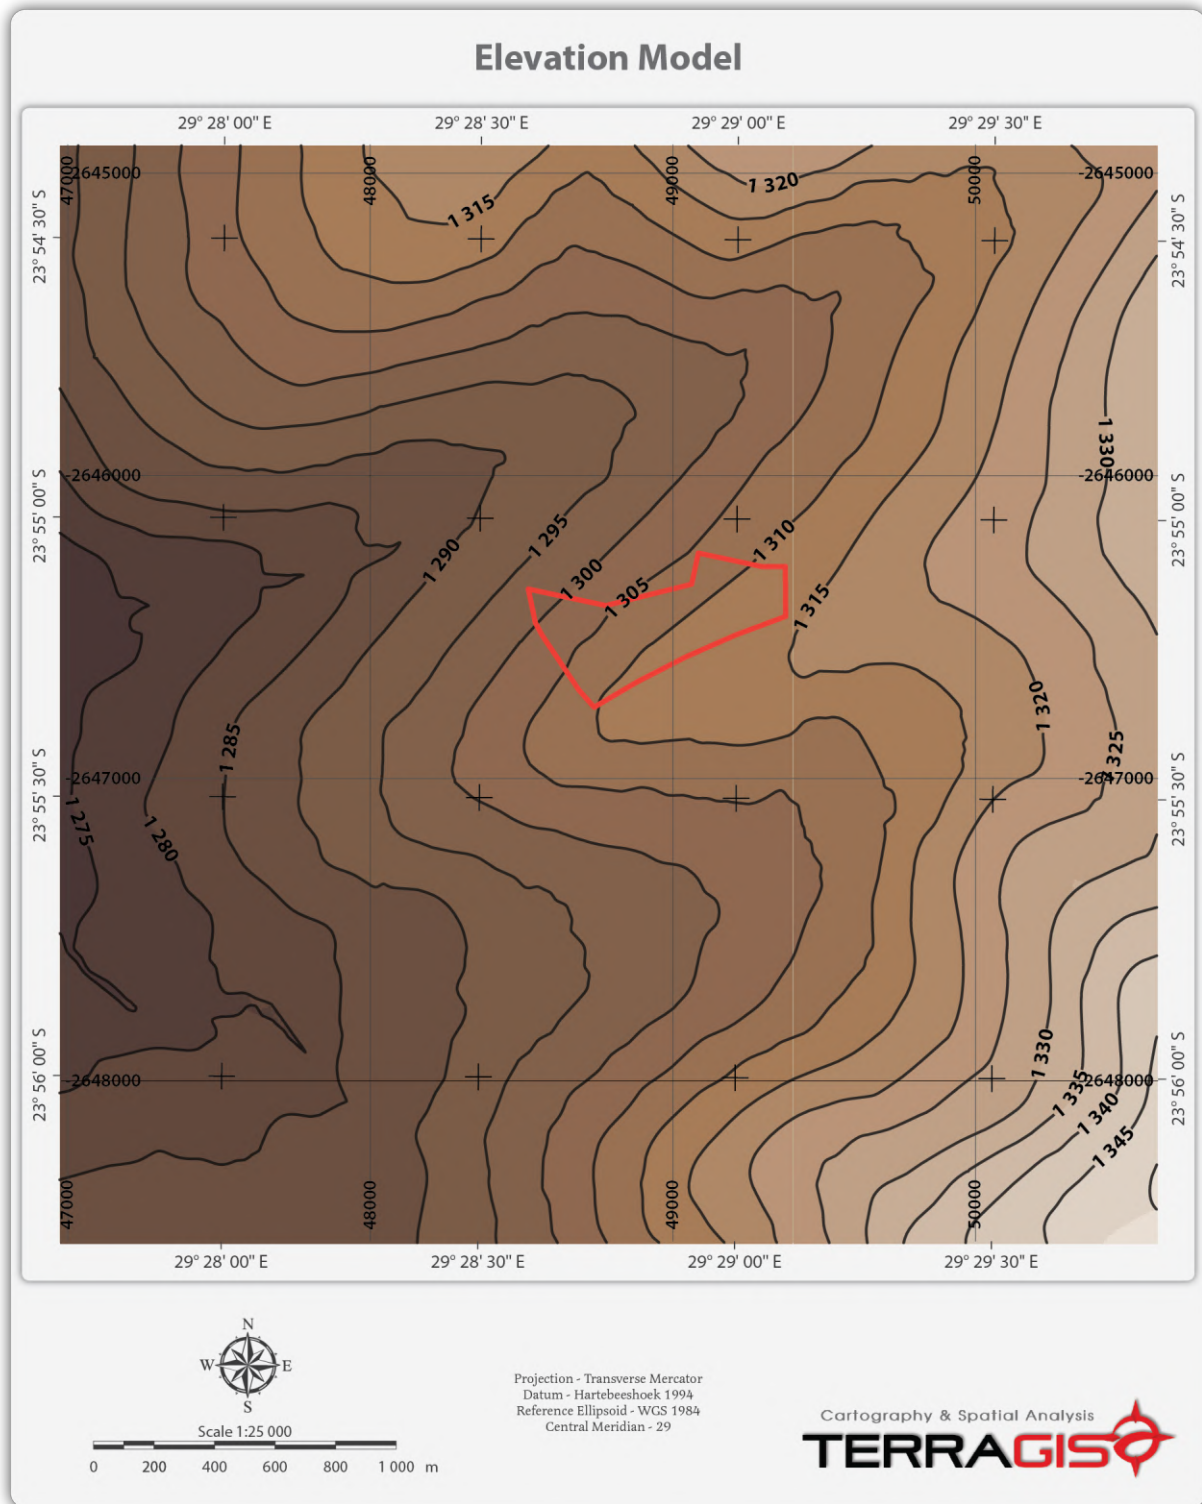 Elevation Model
29° 28' 00" E
29° 28' 30" E
29° 29' 00" E
29° 29' 30" E
47000
48000
49000
50000
-2645000
-2645000
23° 54' 30" S
23° 54' 30" S
1 315
1 320
1 330
-2646000
-2646000
23° 55' 00" S
23° 55' 00" S
1 290
1 295
1 300
1 305
1 310
1 315
1 285
1 320
1 325
-2647000
-2647000
23° 55' 30" S
23° 55' 30" S
1 275
1 280
1 330
1 335
1 340
1 345
-2648000
-2648000
23° 56' 00" S
23° 56' 00" S
47000
48000
49000
50000
29° 28' 00" E
29° 28' 30" E
29° 29' 00" E
29° 29' 30" E
N
W
E
S
Scale 1:25 000
0 200 400 600 800 1 000 m
Projection - Transverse Mercator
Datum - Hartebeeshoek 1994
Reference Ellipsoid - WGS 1984
Central Meridian - 29
Cartography & Spatial Analysis
TERRAGIS